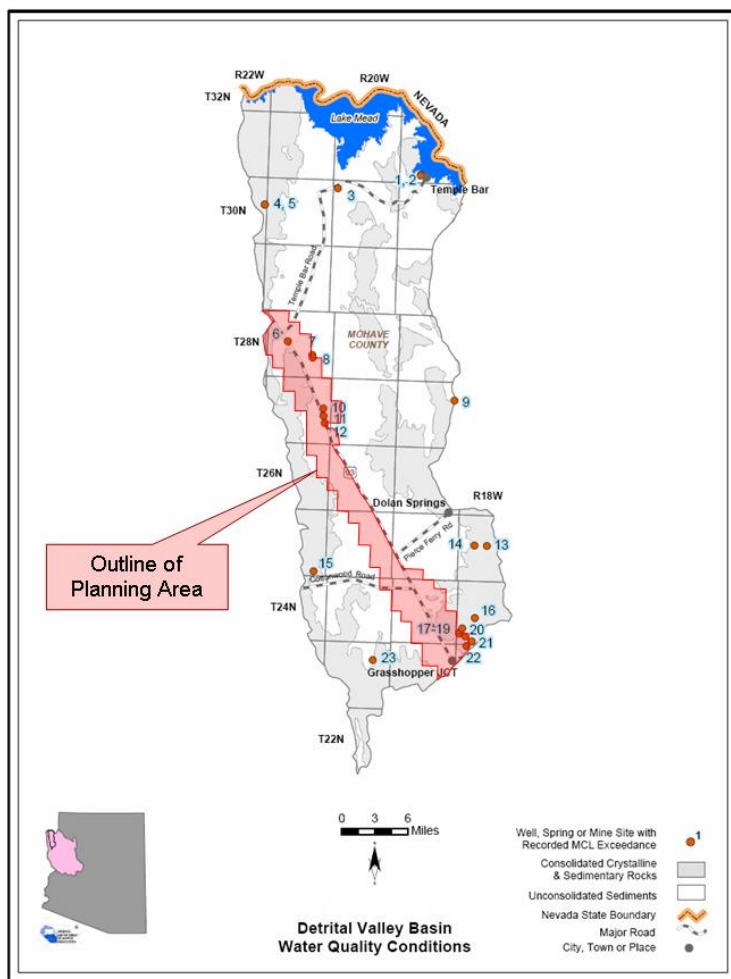 R22W
R20W
NEVADA
T32N
Lake Mead
1, 2
Temple Bar
3
4, 5
T30N
Temple Bar Road
MOHAVE
COUNTY
6
T28N
7
8
9
10
11
12
T26N
93
Dolan Springs
R18W
Pierce Ferry Rd
14
13
Outline of
Planning Area
15
Cottonwood Road
T24N
16
17-19
20
21
22
23
Grasshopper JCT
T22N
0 3 6
Miles
Well, Spring or Mine Site with
Recorded MCL Exceedance
1
Consolidated Crystalline
& Sedimentary Rocks
Unconsolidated Sediments
Nevada State Boundary
Major Road
City, Town or Place
Detrital Valley Basin
Water Quality Conditions